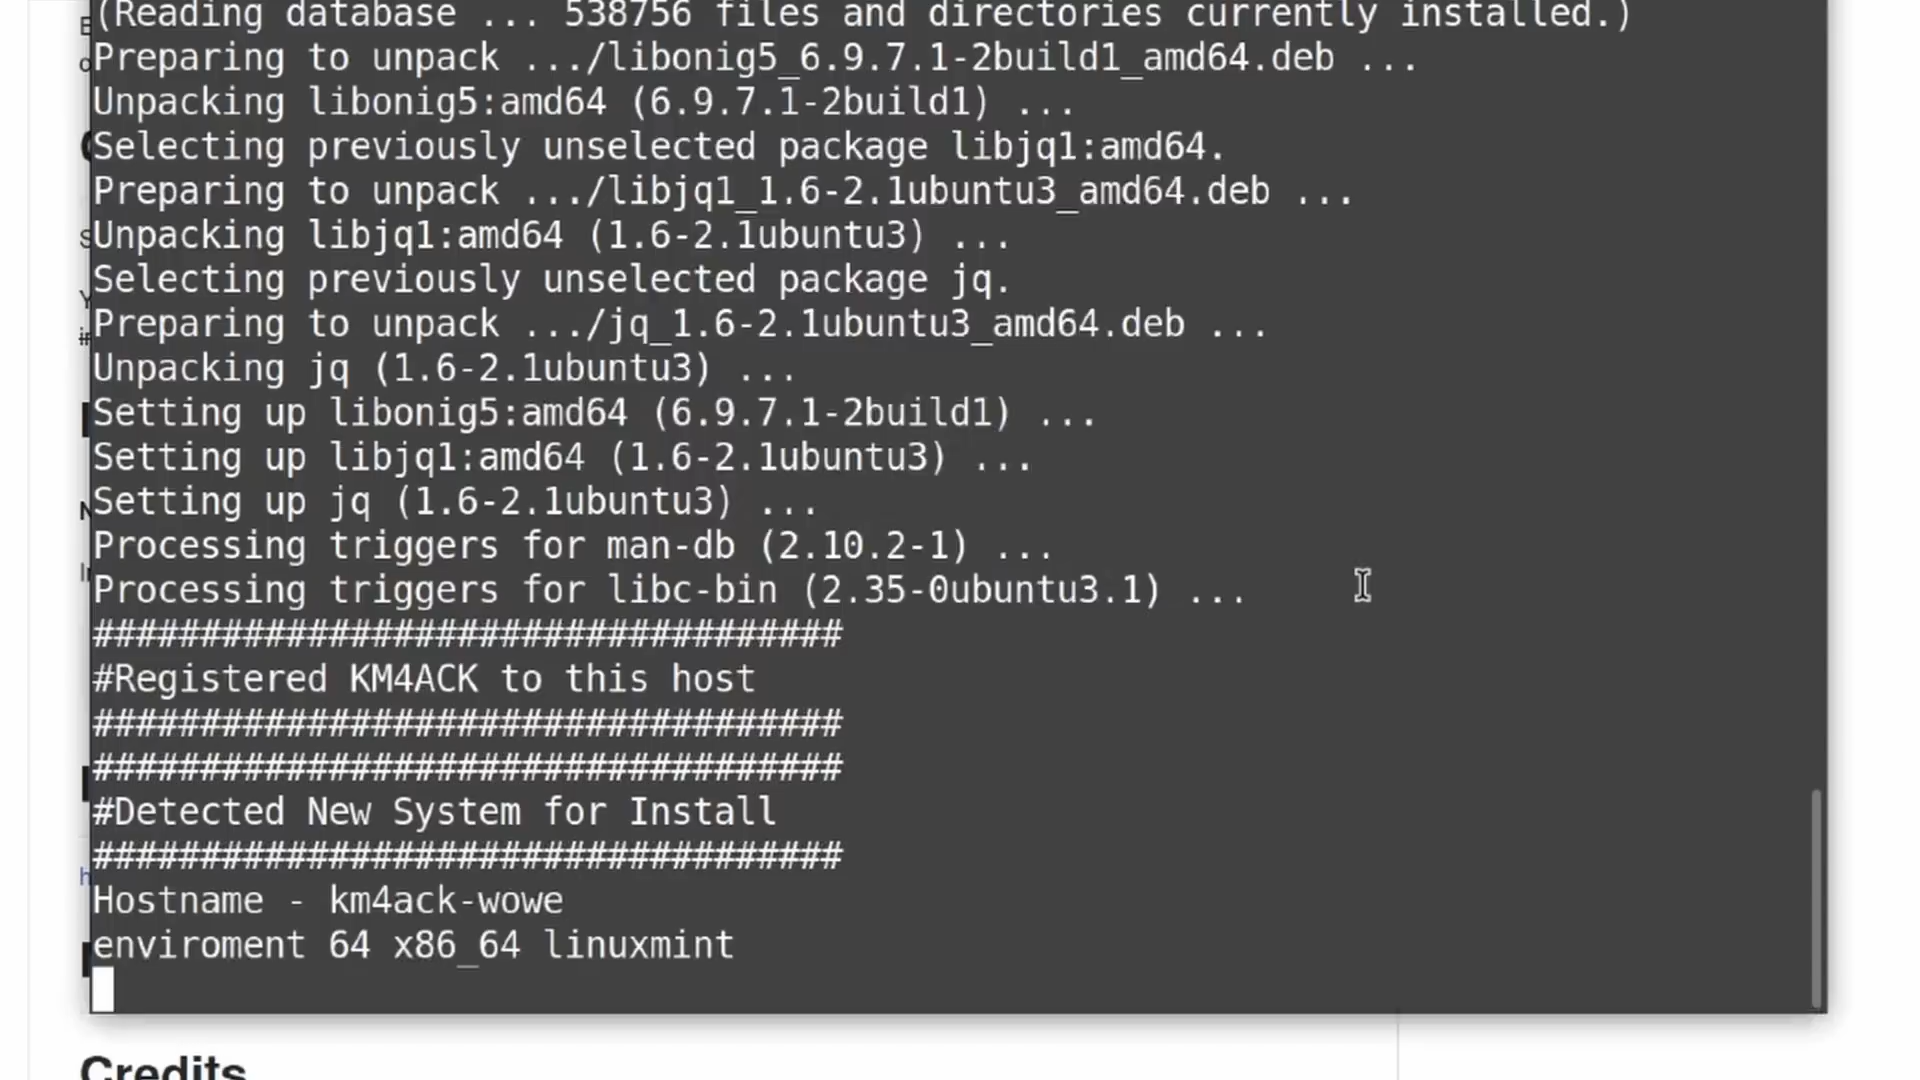 (Reading database ... 538756 files and directories currently installed.)
Preparing to unpack .../libonig5_6.9.7.1-2build1_amd64.deb ...
Unpacking libonig5:amd64 (6.9.7.1-2build1) ...
Selecting previously unselected package libjq1:amd64.
Preparing to unpack .../libjq1_1.6-2.1ubuntu3_amd64.deb ...
Unpacking libjq1:amd64 (1.6-2.1ubuntu3) ...
Selecting previously unselected package jq.
Preparing to unpack .../jq_1.6-2.1ubuntu3_amd64.deb ...
Unpacking jq (1.6-2.1ubuntu3) ...
Setting up libonig5:amd64 (6.9.7.1-2build1) ...
Setting up libjq1:amd64 (1.6-2.1ubuntu3) ...
Setting up jq (1.6-2.1ubuntu3) ...
Processing triggers for man-db (2.10.2-1) ...
Processing triggers for libc-bin (2.35-0ubuntu3.1) ...
###################################
#Registered KM4ACK to this host
###################################
###################################
#Detected New System for Install
###################################
Hostname - km4ack-wowe
enviroment 64 x86_64 linuxmint
Credits